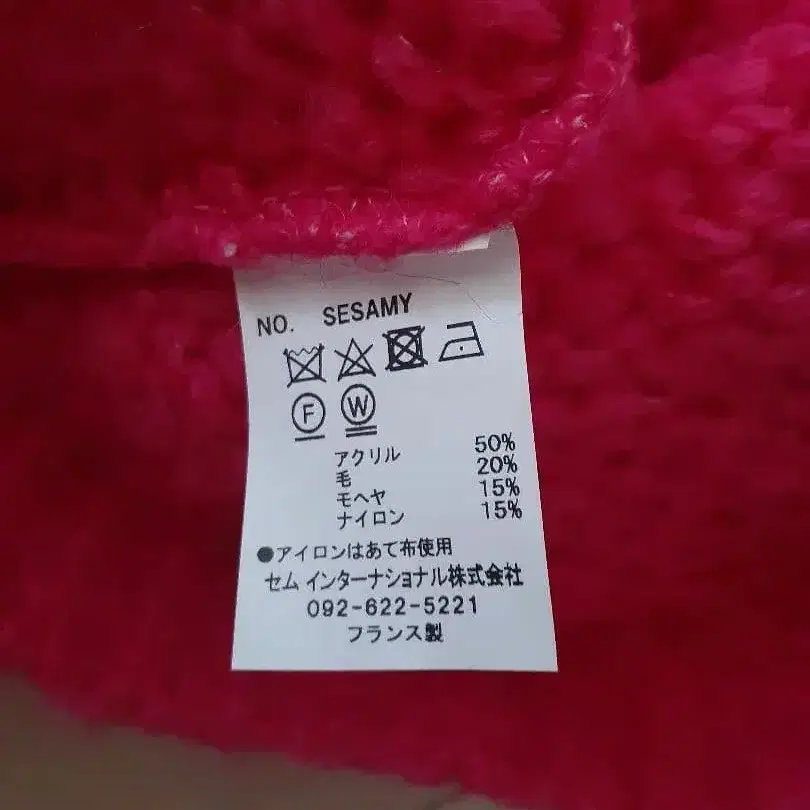 NO. SESAMY
F W
アクリル 50%
毛 20%
モヘヤ 15%
ナイロン 15%
●アイロンはあて布使用
セム インターナショナル株式会社
092-622-5221
フランス製